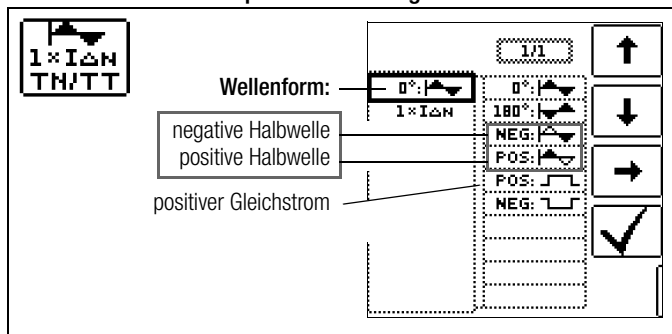 1×IΔN
TN/TT
1/1
Wellenform:
0°:
1×IΔN
0°:
180°:
negative Halbwelle
NEG:
positive Halbwelle
POS:
positiver Gleichstrom
POS:
NEG: